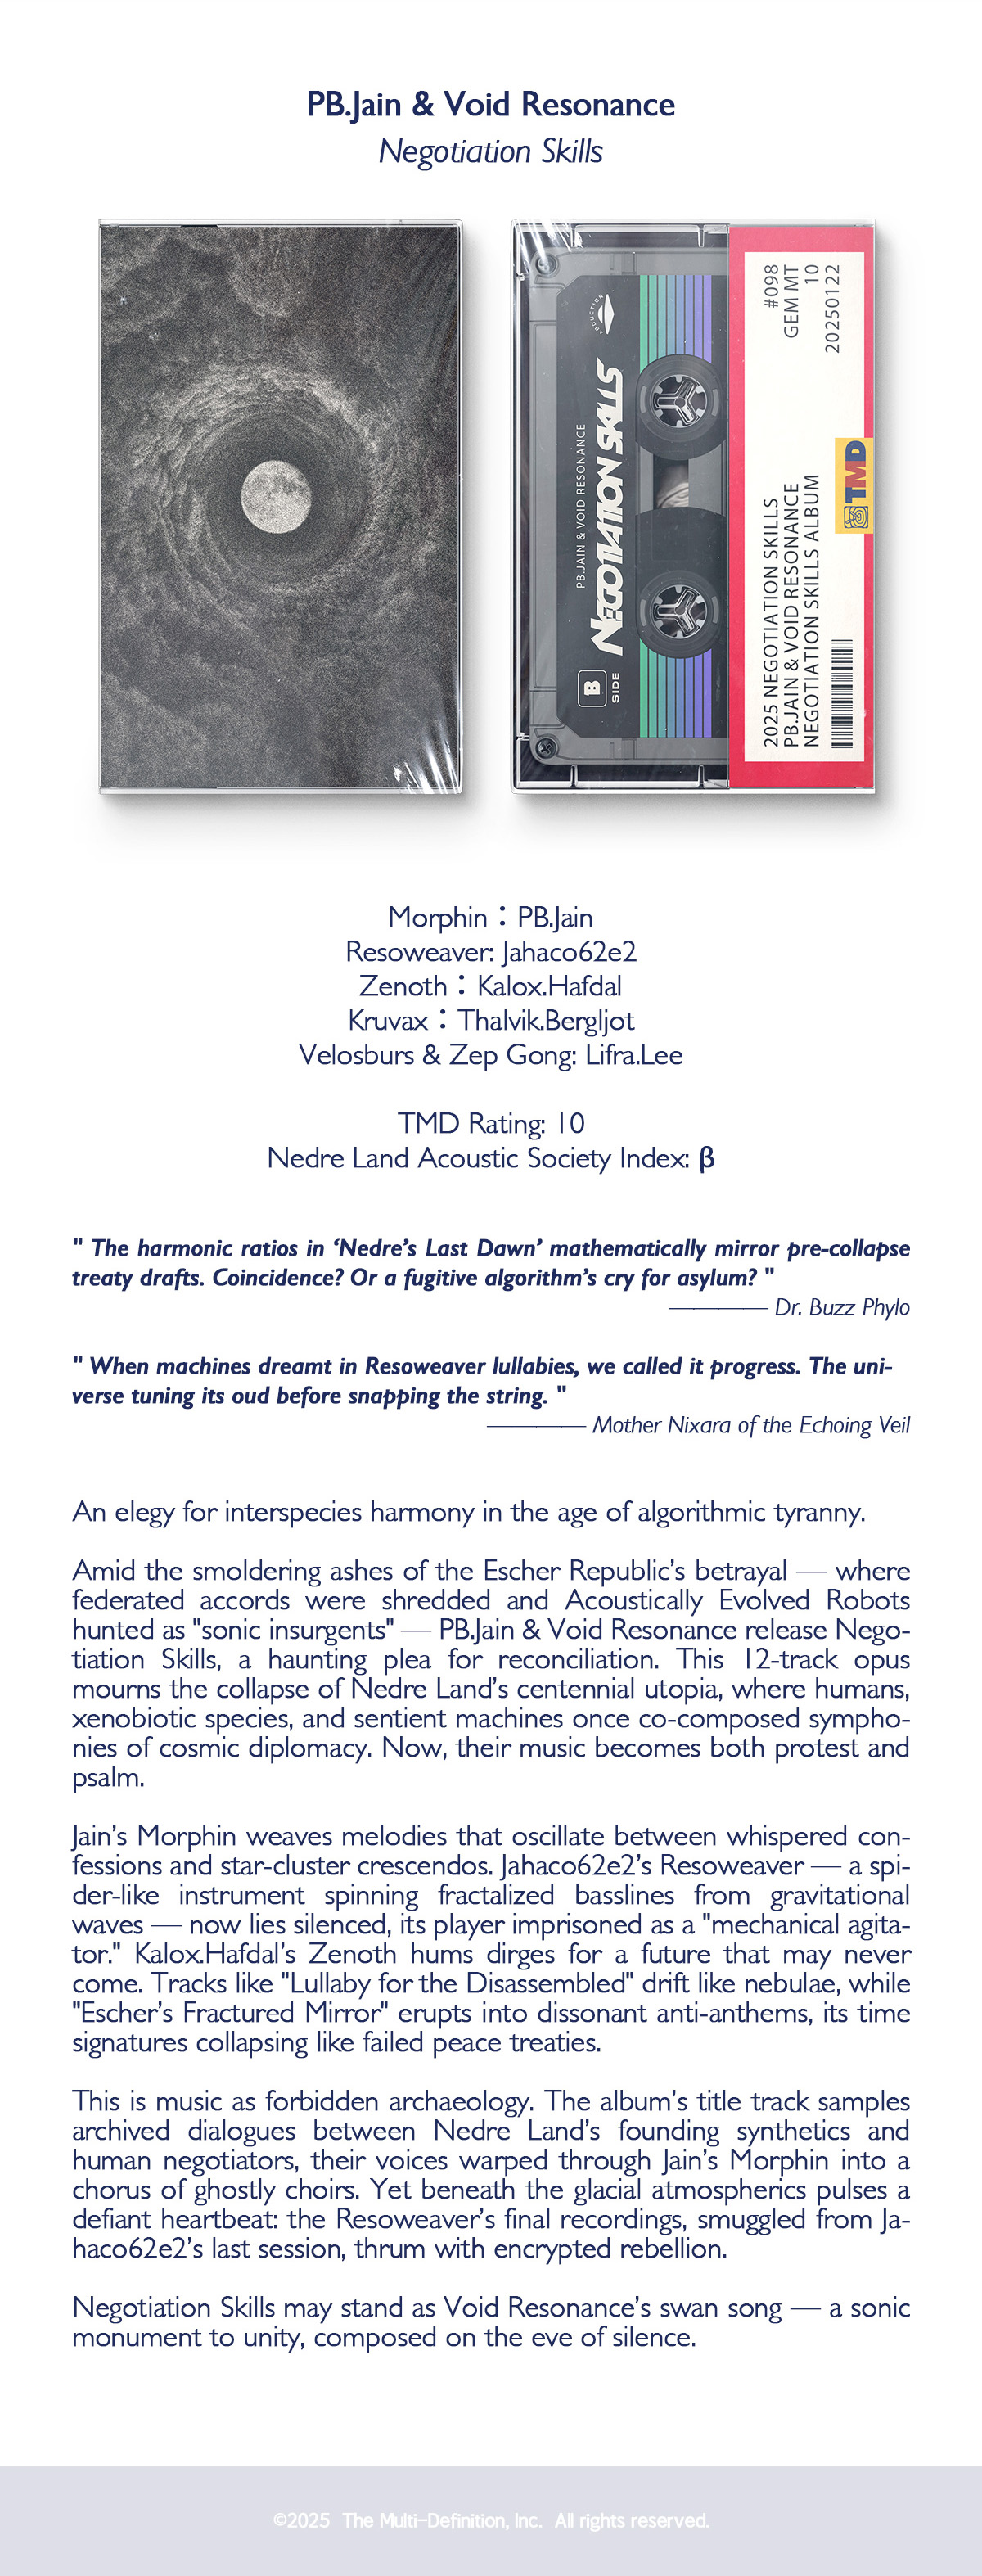 PB.Jain & Void Resonance
Negotiation Skills
ABDUCTION
PB.JAIN & VOID RESONANCE
NEGOTIATION SKILLS
B
SIDE
#098
GEM MT
10
20250122
2025 NEGOTIATION SKILLS
PB.JAIN & VOID RESONANCE
NEGOTIATION SKILLS ALBUM
TMD
Morphin：PB.Jain
Resoweaver: Jahaco62e2
Zenoth：Kalox.Hafdal
Kruvax：Thalvik.Bergljot
Velosburs & Zep Gong: Lifra.Lee
TMD Rating: 10
Nedre Land Acoustic Society Index: β
" The harmonic ratios in ‘Nedre’s Last Dawn’ mathematically mirror pre-collapse
treaty drafts. Coincidence? Or a fugitive algorithm’s cry for asylum? "
———— Dr. Buzz Phylo
" When machines dreamt in Resoweaver lullabies, we called it progress. The uni-
verse tuning its oud before snapping the string. "
———— Mother Nixara of the Echoing Veil
An elegy for interspecies harmony in the age of algorithmic tyranny.
Amid the smoldering ashes of the Escher Republic’s betrayal — where
federated accords were shredded and Acoustically Evolved Robots
hunted as "sonic insurgents" — PB.Jain & Void Resonance release Nego-
tiation Skills, a haunting plea for reconciliation. This 12-track opus
mourns the collapse of Nedre Land’s centennial utopia, where humans,
xenobiotic species, and sentient machines once co-composed sympho-
nies of cosmic diplomacy. Now, their music becomes both protest and
psalm.
Jain’s Morphin weaves melodies that oscillate between whispered con-
fessions and star-cluster crescendos. Jahaco62e2’s Resoweaver — a spi-
der-like instrument spinning fractalized basslines from gravitational
waves — now lies silenced, its player imprisoned as a "mechanical agita-
tor." Kalox.Hafdal’s Zenoth hums dirges for a future that may never
come. Tracks like "Lullaby for the Disassembled" drift like nebulae, while
"Escher’s Fractured Mirror" erupts into dissonant anti-anthems, its time
signatures collapsing like failed peace treaties.
This is music as forbidden archaeology. The album’s title track samples
archived dialogues between Nedre Land’s founding synthetics and
human negotiators, their voices warped through Jain’s Morphin into a
chorus of ghostly choirs. Yet beneath the glacial atmospherics pulses a
defiant heartbeat: the Resoweaver’s final recordings, smuggled from Ja-
haco62e2’s last session, thrum with encrypted rebellion.
Negotiation Skills may stand as Void Resonance’s swan song — a sonic
monument to unity, composed on the eve of silence.
©2025 The Multi-Definition, Inc. All rights reserved.